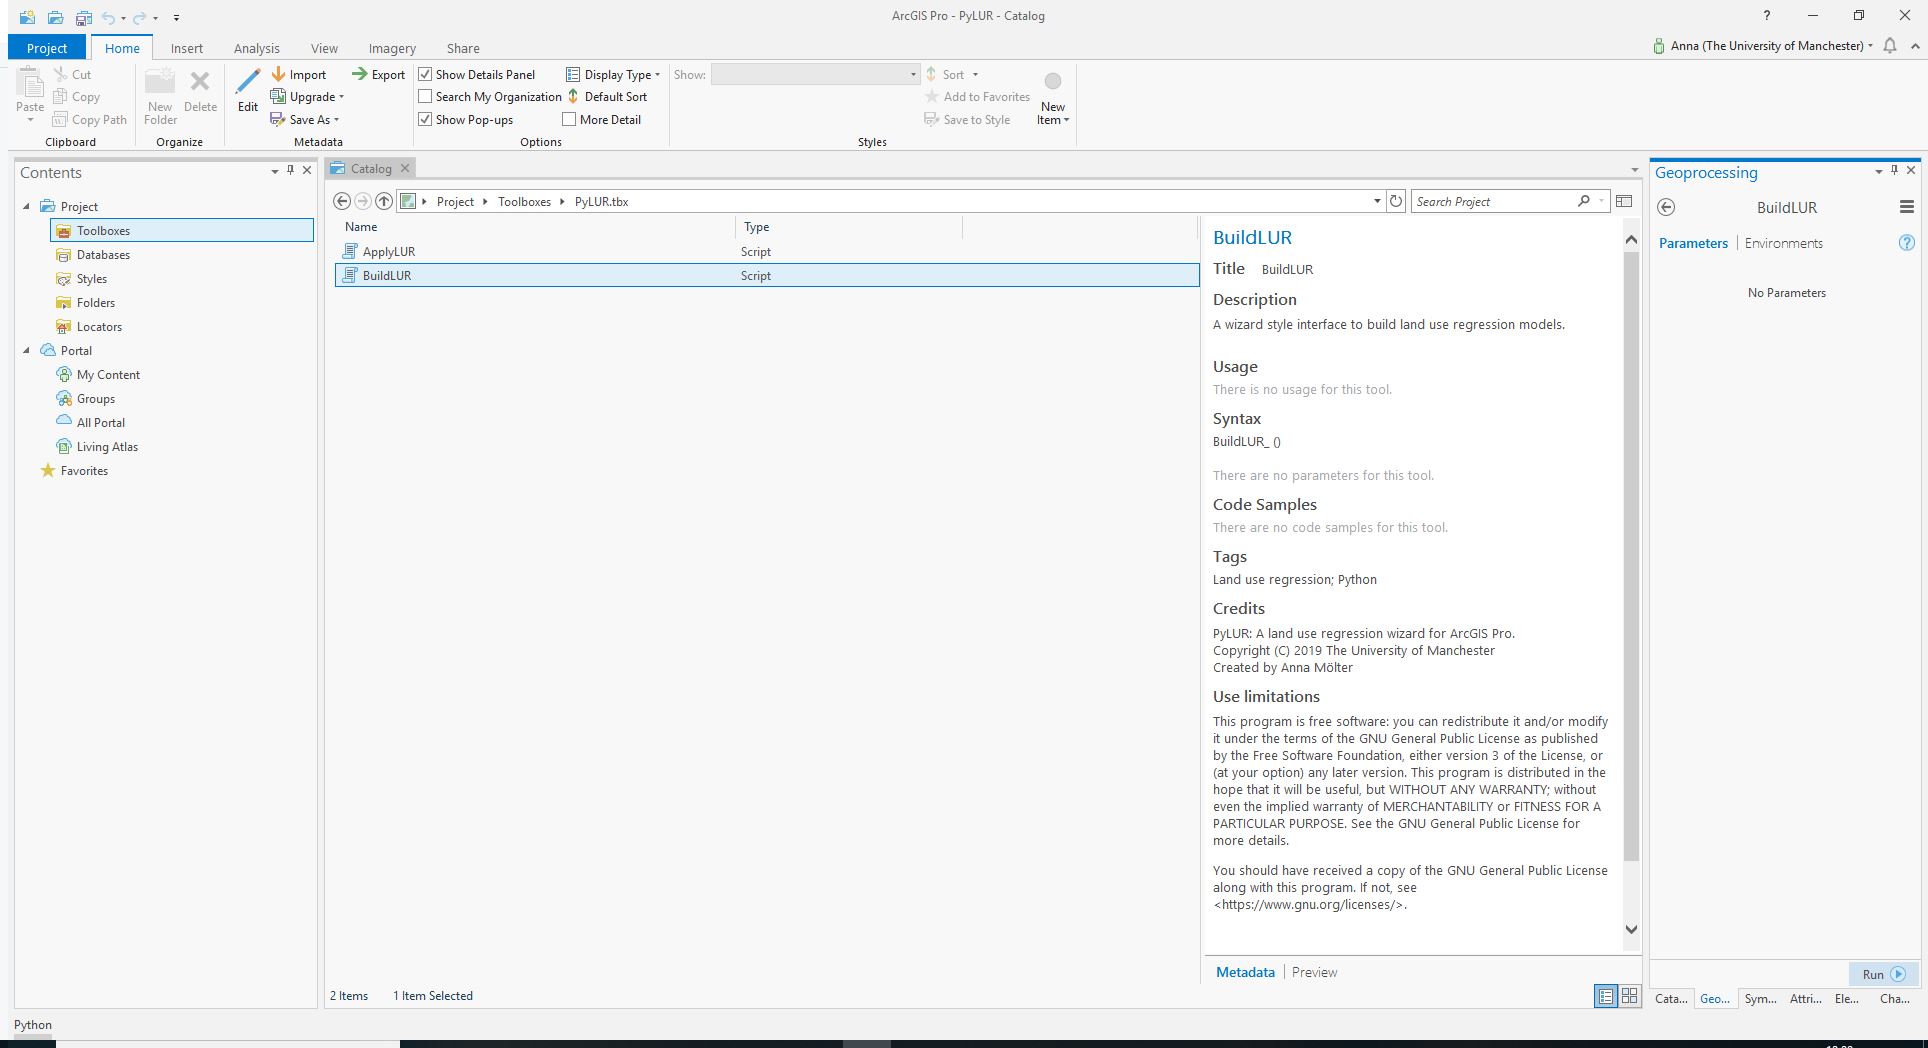 ArcGIS Pro - PyLUR - Catalog
?
Project Home Insert Analysis View Imagery Share
Anna (The University of Manchester)
Paste
Cut
Copy
Copy Path
Clipboard
New Folder
Delete
Organize
Edit
Import
Upgrade
Save As
Export
Metadata
Show Details Panel
Search My Organization
Show Pop-ups
Display Type
Default Sort
More Detail
Options
Show:
Sort
Add to Favorites
Save to Style
New Item
Styles
Contents
Project
Toolboxes
Databases
Styles
Folders
Locators
Portal
My Content
Groups
All Portal
Living Atlas
Favorites
Catalog
Project Toolboxes PyLUR.tbx
Search Project
Name Type
ApplyLUR Script
BuildLUR Script
2 Items 1 Item Selected
BuildLUR
Title BuildLUR
Description
A wizard style interface to build land use regression models.
Usage
There is no usage for this tool.
Syntax
BuildLUR_ ()
There are no parameters for this tool.
Code Samples
There are no code samples for this tool.
Tags
Land use regression; Python
Credits
PyLUR: A land use regression wizard for ArcGIS Pro.
Copyright (C) 2019 The University of Manchester
Created by Anna Mölter
Use limitations
This program is free software: you can redistribute it and/or modify
it under the terms of the GNU General Public License as published
by the Free Software Foundation, either version 3 of the License, or
(at your option) any later version. This program is distributed in the
hope that it will be useful, but WITHOUT ANY WARRANTY; without
even the implied warranty of MERCHANTABILITY or FITNESS FOR A
PARTICULAR PURPOSE. See the GNU General Public License for
more details.
You should have received a copy of the GNU General Public License
along with this program. If not, see
<https://www.gnu.org/licenses/>.
Metadata Preview
Geoprocessing
BuildLUR
Parameters Environments
?
No Parameters
Run
Cata... Geo... Sym... Attri... Ele... Cha...
Python